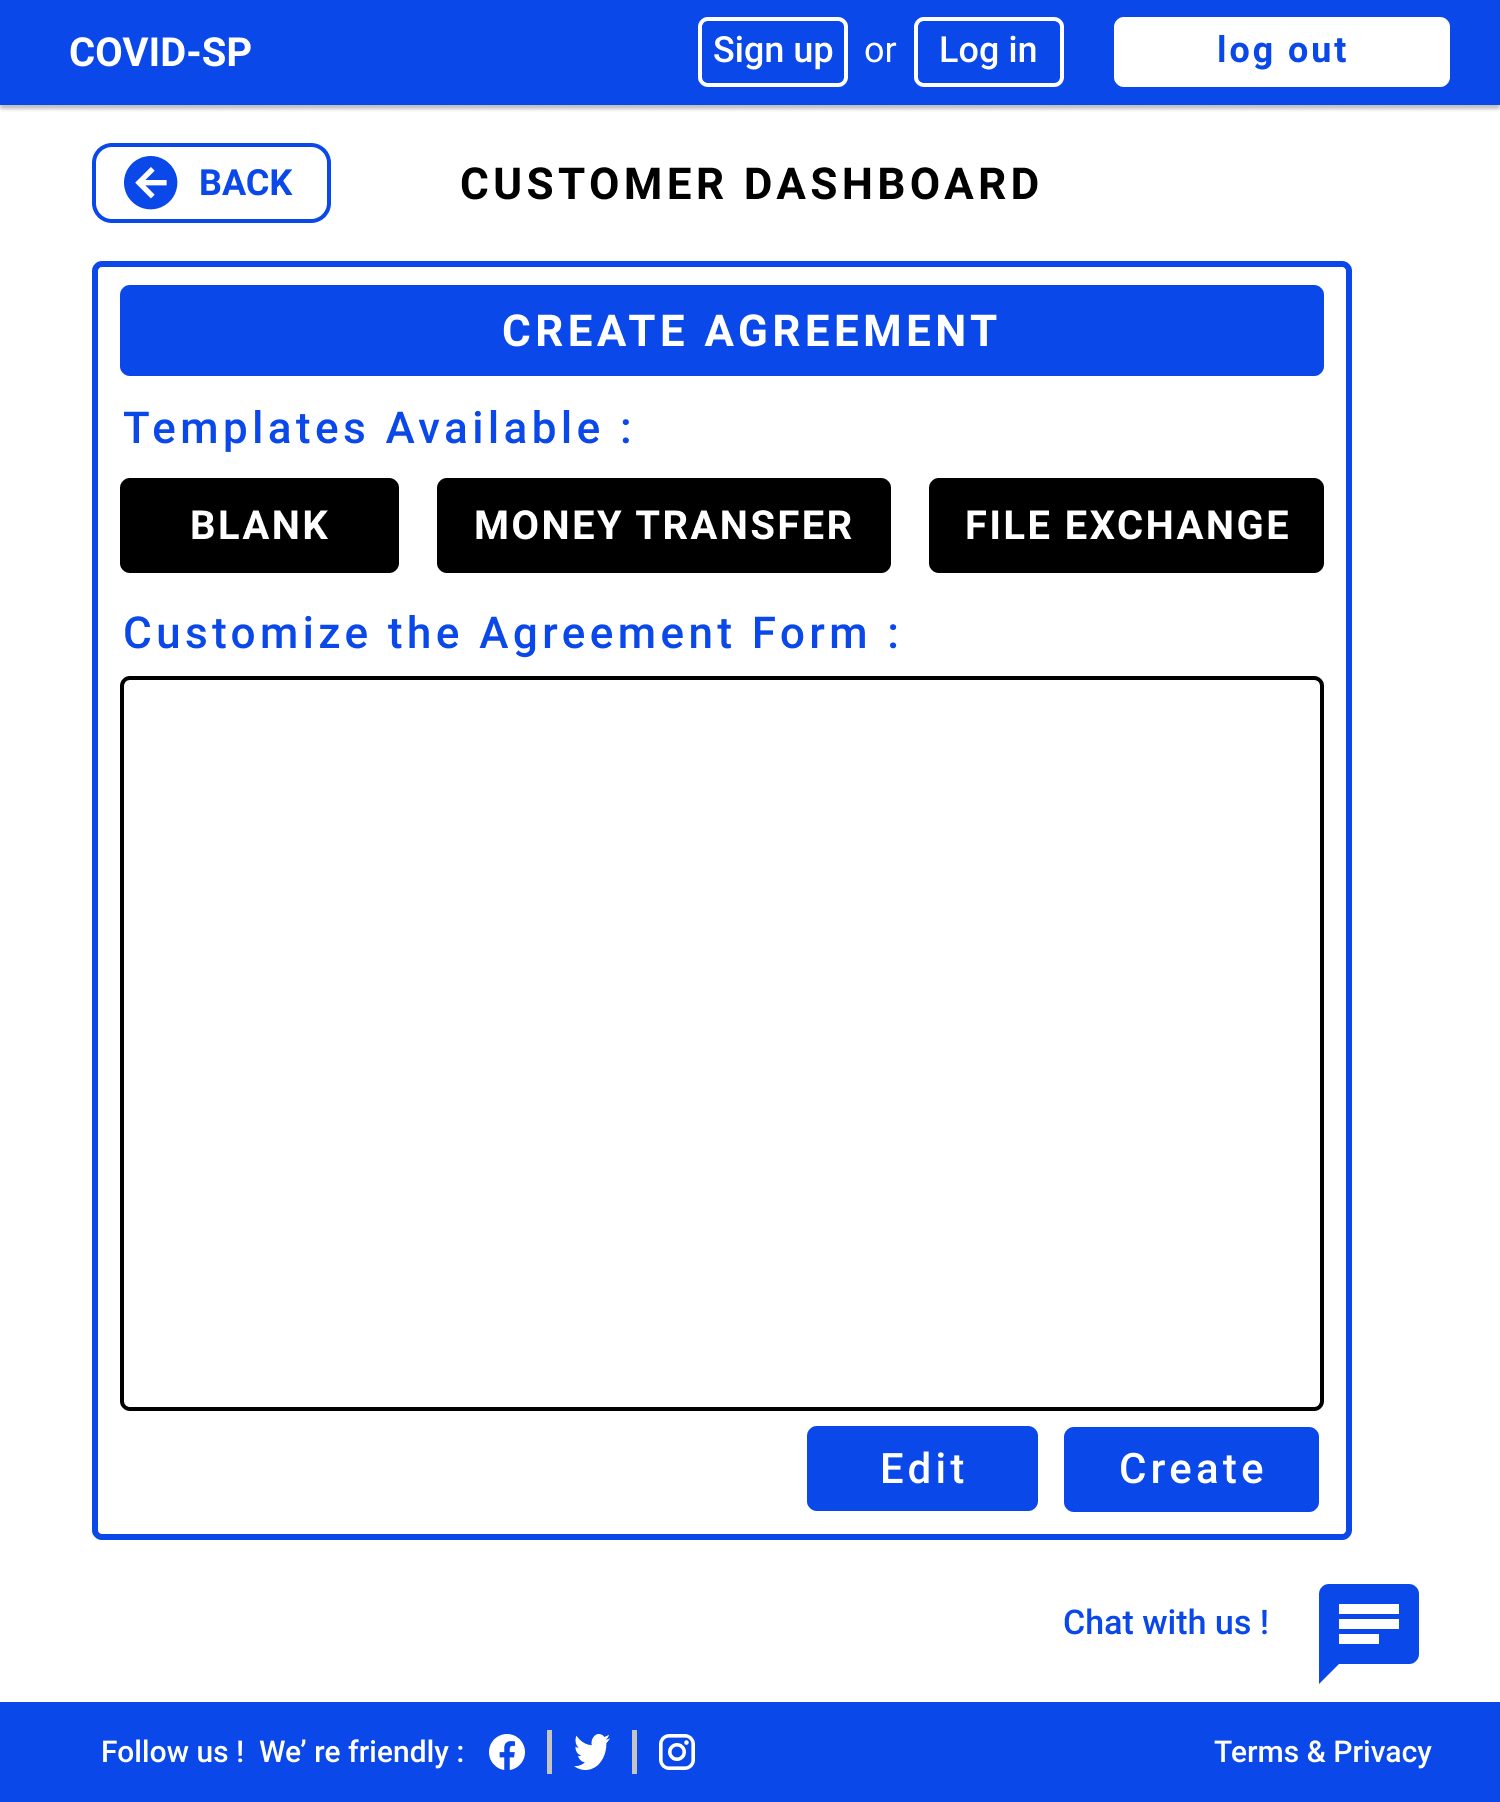 COVID-SP
Sign up or Log in
log out
BACK
CUSTOMER DASHBOARD
CREATE AGREEMENT
Templates Available :
BLANK
MONEY TRANSFER
FILE EXCHANGE
Customize the Agreement Form :
Edit
Create
Chat with us !
Follow us ! We’ re friendly :
Terms & Privacy